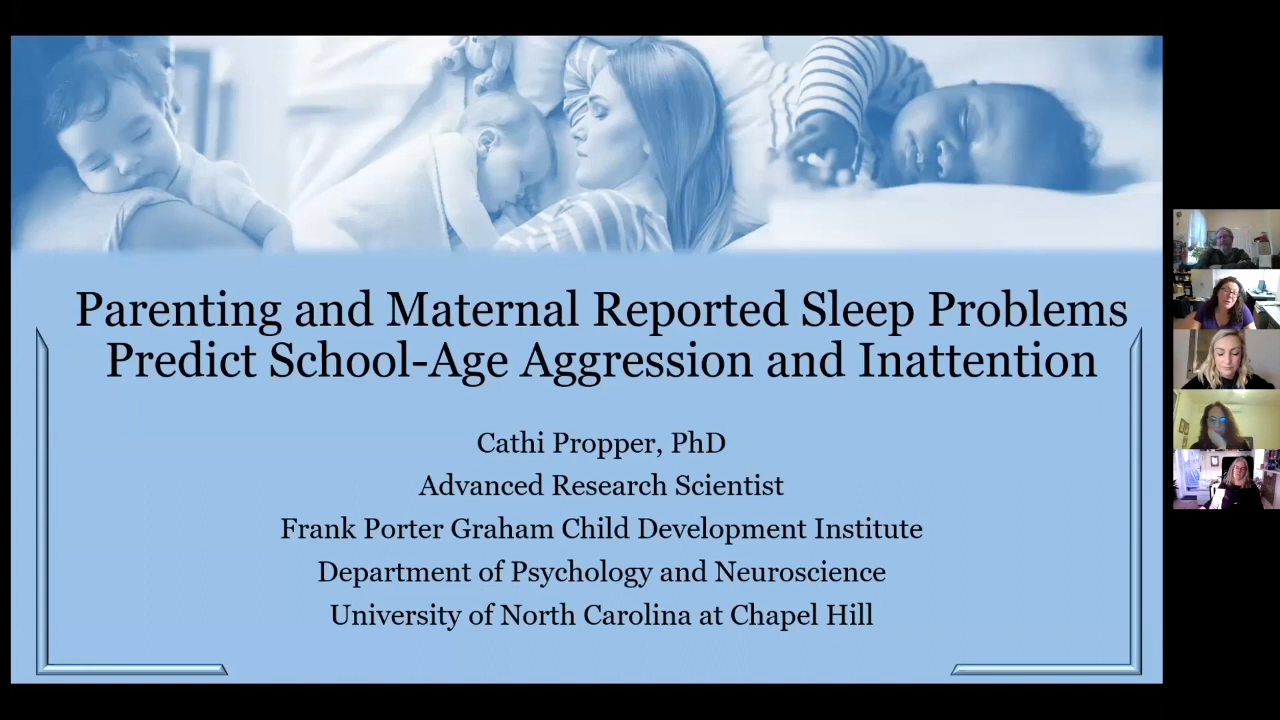 Parenting and Maternal Reported Sleep Problems
Predict School-Age Aggression and Inattention
Cathi Propper, PhD
Advanced Research Scientist
Frank Porter Graham Child Development Institute
Department of Psychology and Neuroscience
University of North Carolina at Chapel Hill